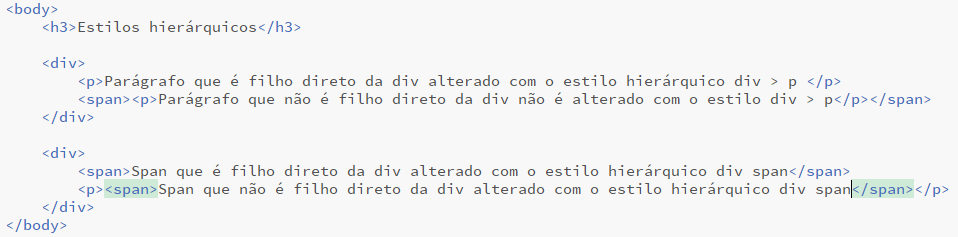 <body>
<h3>Estilos hierárquicos</h3>
<div>
<p>Parágrafo que é filho direto da div alterado com o estilo hierárquico div > p </p>
<span><p>Parágrafo que não é filho direto da div não é alterado com o estilo div > p</p></span>
</div>
<div>
<span>Span que é filho direto da div alterado com o estilo hierárquico div span</span>
<p><span>Span que não é filho direto da div alterado com o estilo hierárquico div span</span></p>
</div>
</body>